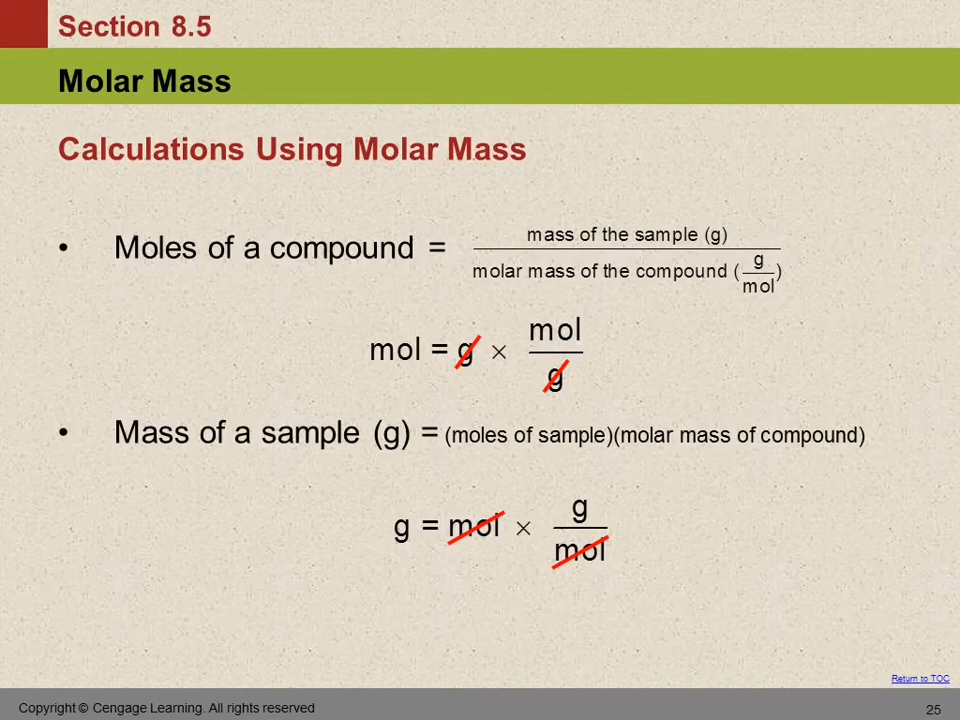 Section 8.5
Molar Mass
Calculations Using Molar Mass
• Moles of a compound = mass of the sample (g) / molar mass of the compound (g/mol)
mol = g × mol/g
• Mass of a sample (g) = (moles of sample)(molar mass of compound)
g = mol × g/mol
Return to TOC
Copyright © Cengage Learning. All rights reserved 25